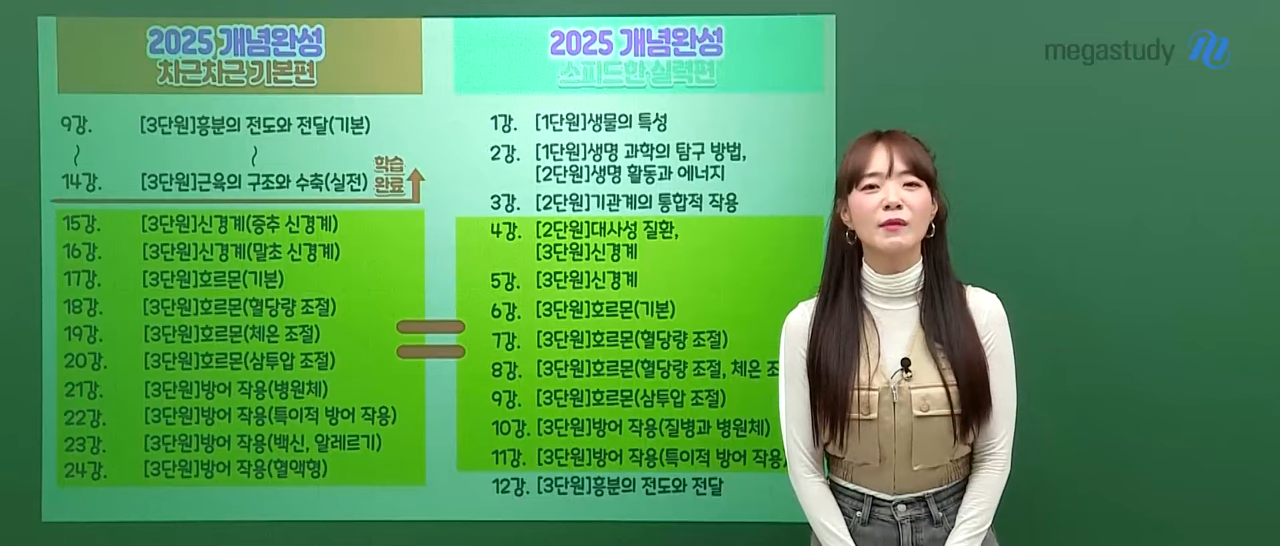 2025 개념완성
차근차근 기본편
9강. [3단원]흥분의 전도와 전달(기본)
~ ~
14강. [3단원]근육의 구조와 수축(실전)
학습
완료
15강. [3단원]신경계(중추 신경계)
16강. [3단원]신경계(말초 신경계)
17강. [3단원]호르몬(기본)
18강. [3단원]호르몬(혈당량 조절)
19강. [3단원]호르몬(체온 조절)
20강. [3단원]호르몬(삼투압 조절)
21강. [3단원]방어 작용(병원체)
22강. [3단원]방어 작용(특이적 방어 작용)
23강. [3단원]방어 작용(백신, 알레르기)
24강. [3단원]방어 작용(혈액형)
=
2025 개념완성
스피드한 실력편
1강. [1단원]생물의 특성
2강. [1단원]생명 과학의 탐구 방법,
[2단원]생명 활동과 에너지
3강. [2단원]기관계의 통합적 작용
4강. [2단원]대사성 질환,
[3단원]신경계
5강. [3단원]신경계
6강. [3단원]호르몬(기본)
7강. [3단원]호르몬(혈당량 조절)
8강. [3단원]호르몬(혈당량 조절, 체온 조
9강. [3단원]호르몬(삼투압 조절)
10강. [3단원]방어 작용(질병과 병원체)
11강. [3단원]방어 작용(특이적 방어 작용)
12강. [3단원]흥분의 전도와 전달
megastudy